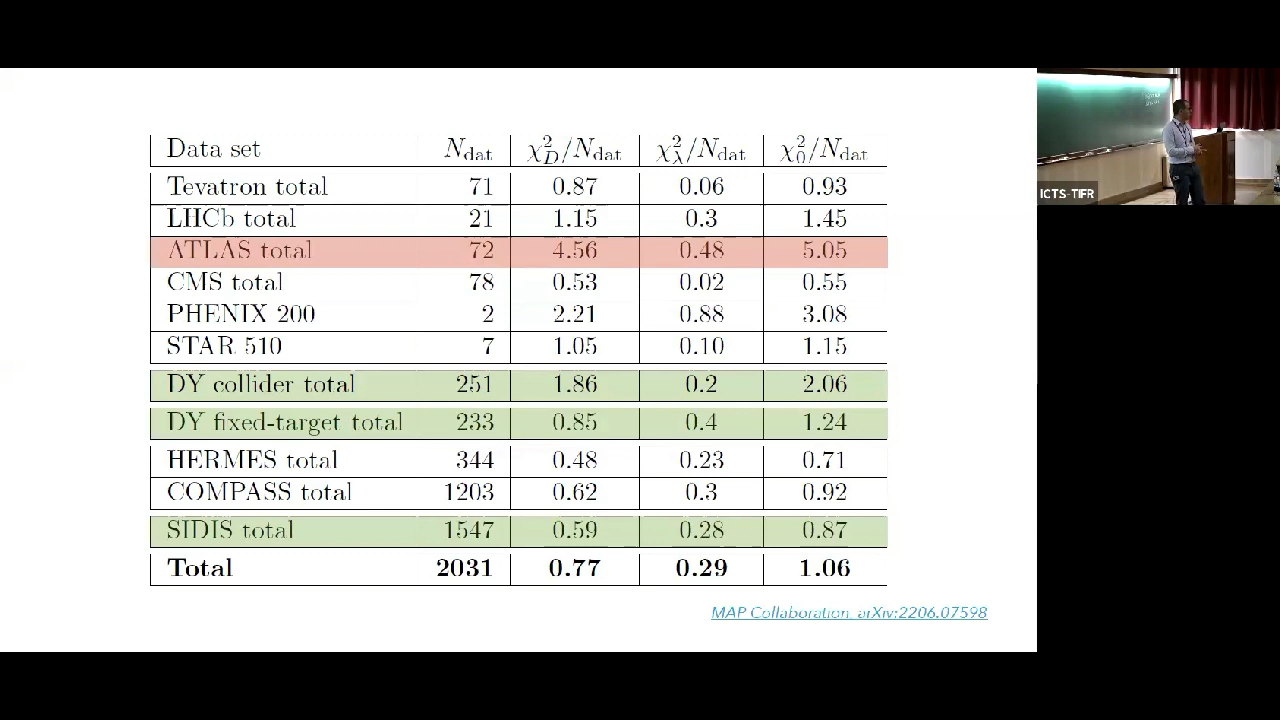 Data set N_dat χ²_D/N_dat χ²_λ/N_dat χ²_0/N_dat
Tevatron total 71 0.87 0.06 0.93
LHCb total 21 1.15 0.3 1.45
ATLAS total 72 4.56 0.48 5.05
CMS total 78 0.53 0.02 0.55
PHENIX 200 2 2.21 0.88 3.08
STAR 510 7 1.05 0.10 1.15
DY collider total 251 1.86 0.2 2.06
DY fixed-target total 233 0.85 0.4 1.24
HERMES total 344 0.48 0.23 0.71
COMPASS total 1203 0.62 0.3 0.92
SIDIS total 1547 0.59 0.28 0.87
Total 2031 0.77 0.29 1.06
MAP Collaboration, arXiv:2206.07598
ICTS-TIFR